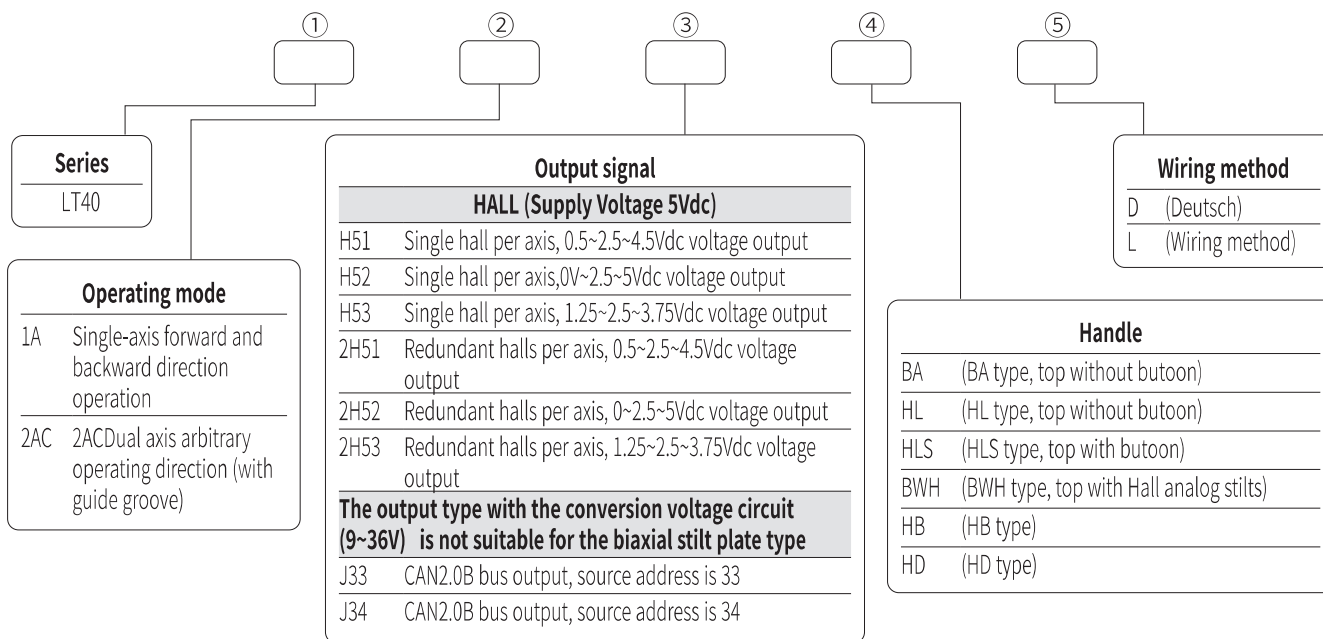 ① ② ③ ④ ⑤
Series
LT40
Operating mode
1A Single-axis forward and
backward direction
operation
2AC 2ACDual axis arbitrary
operating direction (with
guide groove)
Output signal
HALL (Supply Voltage 5Vdc)
H51 Single hall per axis, 0.5~2.5~4.5Vdc voltage output
H52 Single hall per axis,0V~2.5~5Vdc voltage output
H53 Single hall per axis, 1.25~2.5~3.75Vdc voltage output
2H51 Redundant halls per axis, 0.5~2.5~4.5Vdc voltage
output
2H52 Redundant halls per axis, 0~2.5~5Vdc voltage output
2H53 Redundant halls per axis, 1.25~2.5~3.75Vdc voltage
output
The output type with the conversion voltage circuit
(9~36V) is not suitable for the biaxial stilt plate type
J33 CAN2.0B bus output, source address is 33
J34 CAN2.0B bus output, source address is 34
Handle
BA (BA type, top without butoon)
HL (HL type, top without butoon)
HLS (HLS type, top with butoon)
BWH (BWH type, top with Hall analog stilts)
HB (HB type)
HD (HD type)
Wiring method
D (Deutsch)
L (Wiring method)